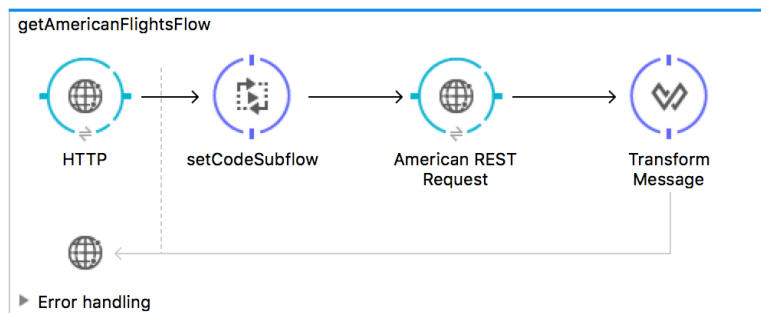 getAmericanFlightsFlow
HTTP
setCodeSubflow
American REST
Request
Transform
Message
Error handling